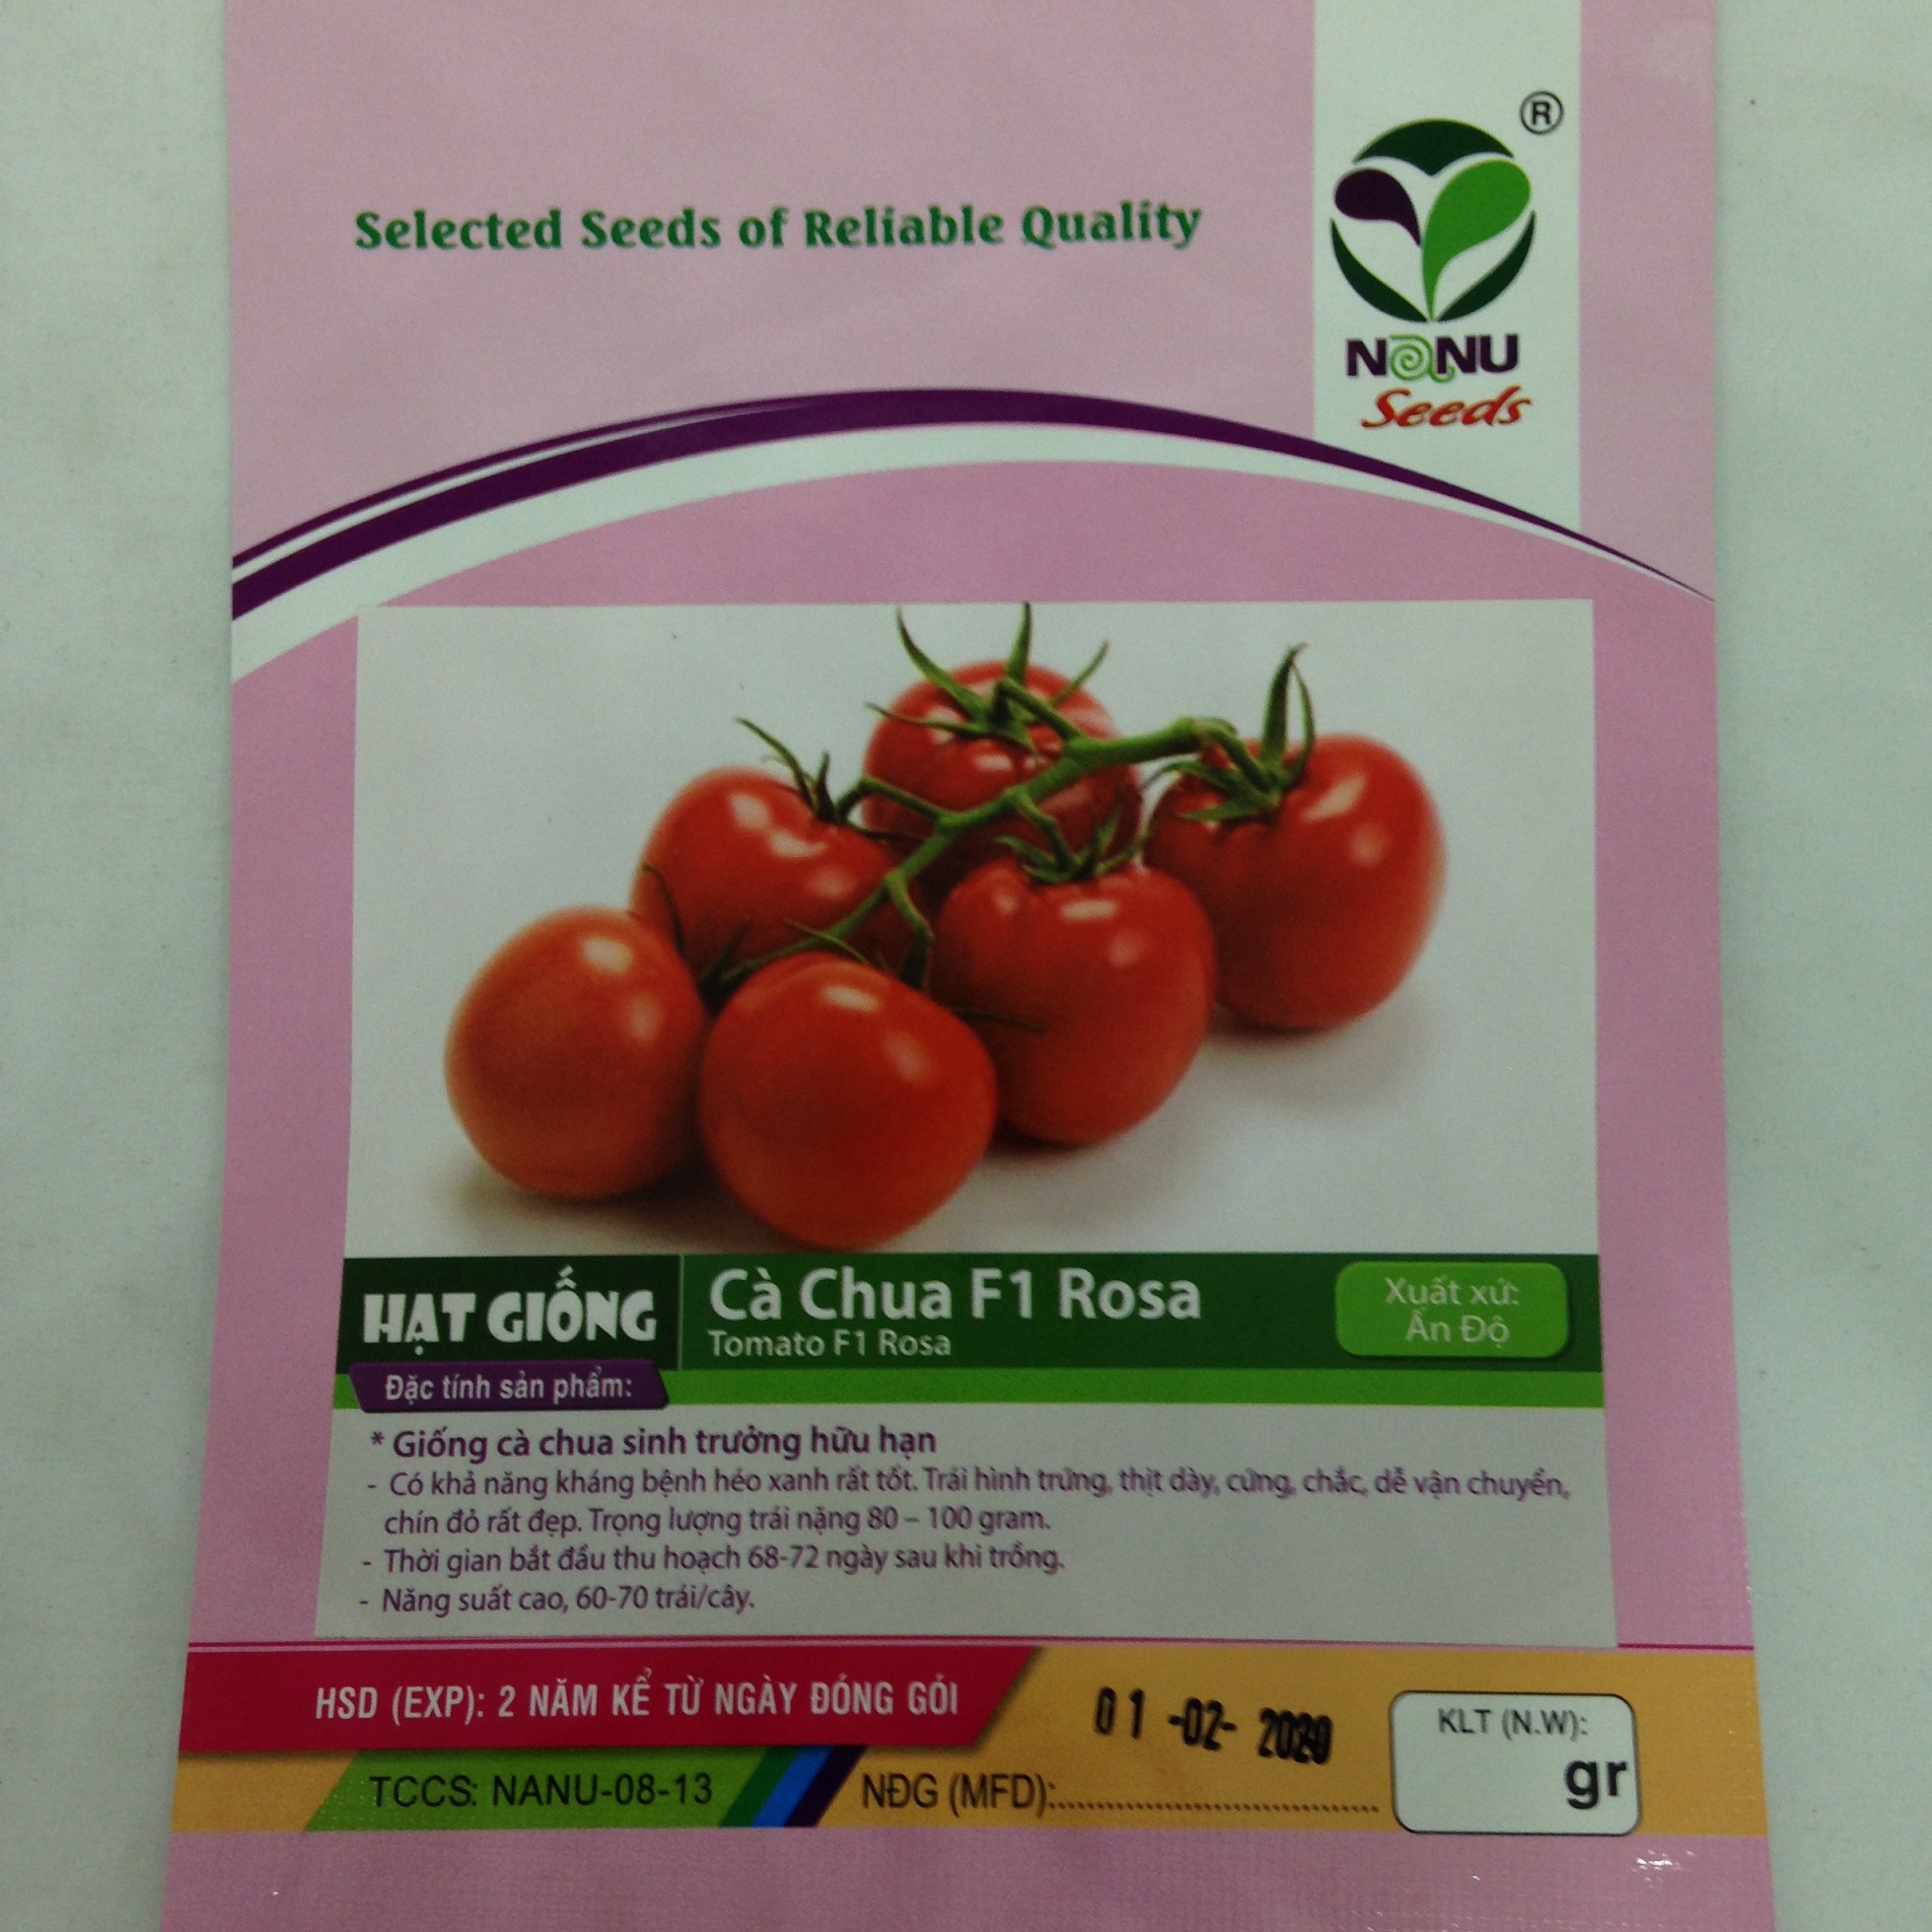 ®
Selected Seeds of Reliable Quality
NANU
Seeds
HẠT GIỐNG
Cà Chua F1 Rosa
Tomato F1 Rosa
Xuất xứ:
Ấn Độ
Đặc tính sản phẩm:
* Giống cà chua sinh trưởng hữu hạn
- Có khả năng kháng bệnh héo xanh rất tốt. Trái hình trứng, thịt dày, cứng, chắc, dễ vận chuyển,
chín đỏ rất đẹp. Trọng lượng trái nặng 80 – 100 gram.
- Thời gian bắt đầu thu hoạch 68-72 ngày sau khi trồng.
- Năng suất cao, 60-70 trái/cây.
HSD (EXP): 2 NĂM KỂ TỪ NGÀY ĐÓNG GÓI
01 -02- 2020
KLT (N.W):
gr
TCCS: NANU-08-13
NĐG (MFD):..............................